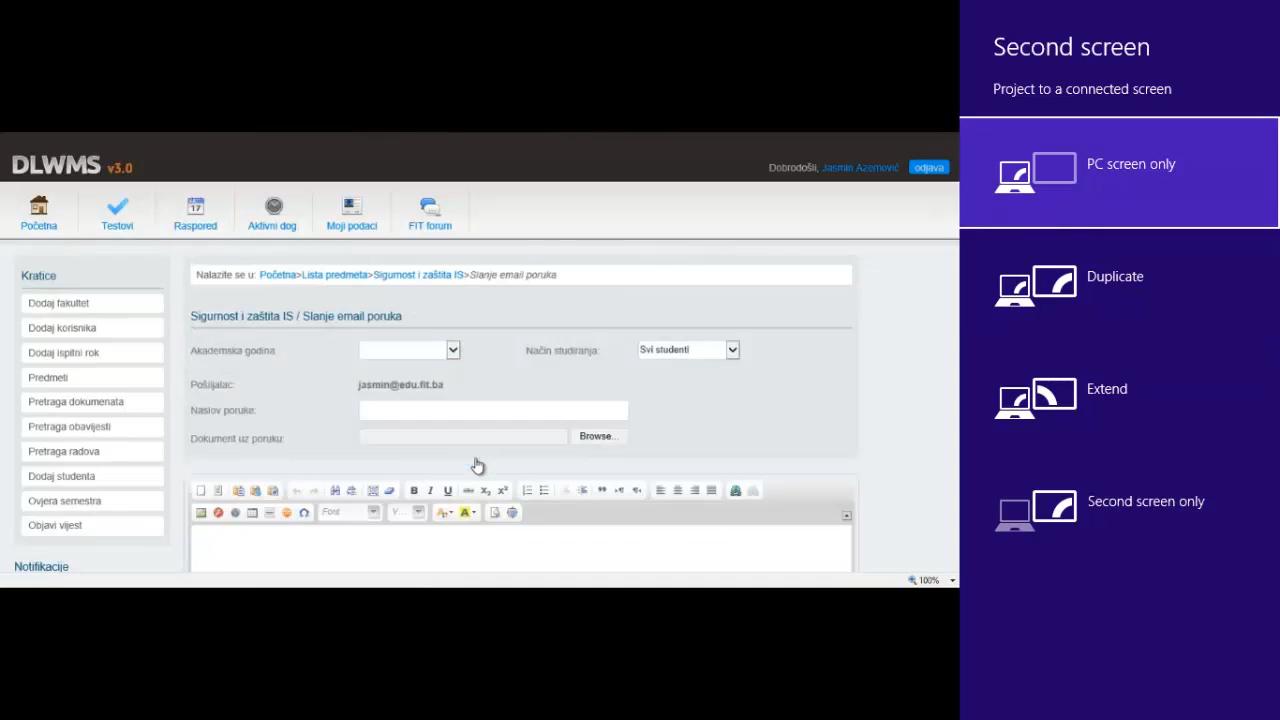 DLWMS v3.0
Dobrodošli, Jasmin Azemović odjava
Početna Testovi Raspored Aktivni dog Moji podaci FIT forum
17
Kratice
Dodaj fakultet
Dodaj korisnika
Dodaj ispitni rok
Predmeti
Pretraga dokumenata
Pretraga obavijesti
Pretraga radova
Dodaj studenta
Ovjera semestra
Objavi vijest
Notifikacije
Nalazite se u: Početna>Lista predmeta>Sigurnost i zaštita IS>Slanje email poruka
Sigurnost i zaštita IS / Slanje email poruka
Akademska godina Način studiranja: Svi studenti
Pošiljalac: jasmin@edu.fit.ba
Naslov poruke:
Dokument uz poruku: Browse...
B I U abc X₂ X²
Font V... A A
100%
Second screen
Project to a connected screen
PC screen only
Duplicate
Extend
Second screen only